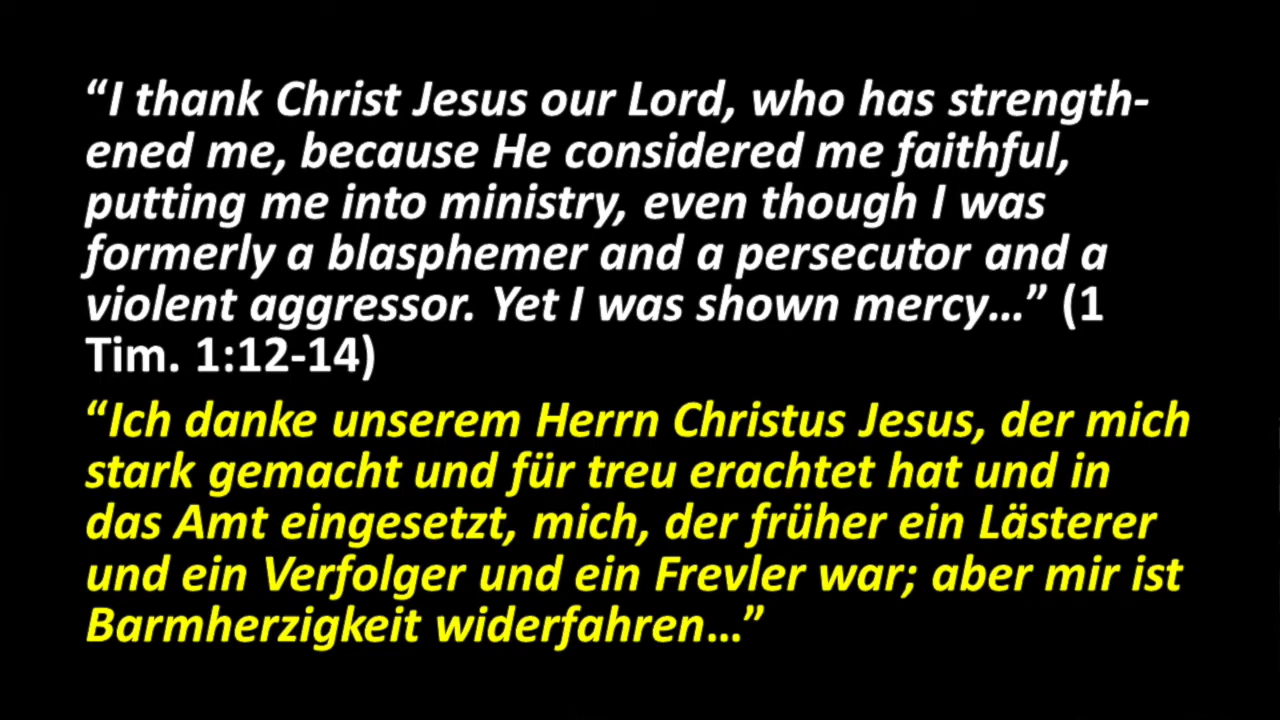 “I thank Christ Jesus our Lord, who has strength-
ened me, because He considered me faithful,
putting me into ministry, even though I was
formerly a blasphemer and a persecutor and a
violent aggressor. Yet I was shown mercy…” (1
Tim. 1:12-14)
“Ich danke unserem Herrn Christus Jesus, der mich
stark gemacht und für treu erachtet hat und in
das Amt eingesetzt, mich, der früher ein Lästerer
und ein Verfolger und ein Frevler war; aber mir ist
Barmherzigkeit widerfahren…”